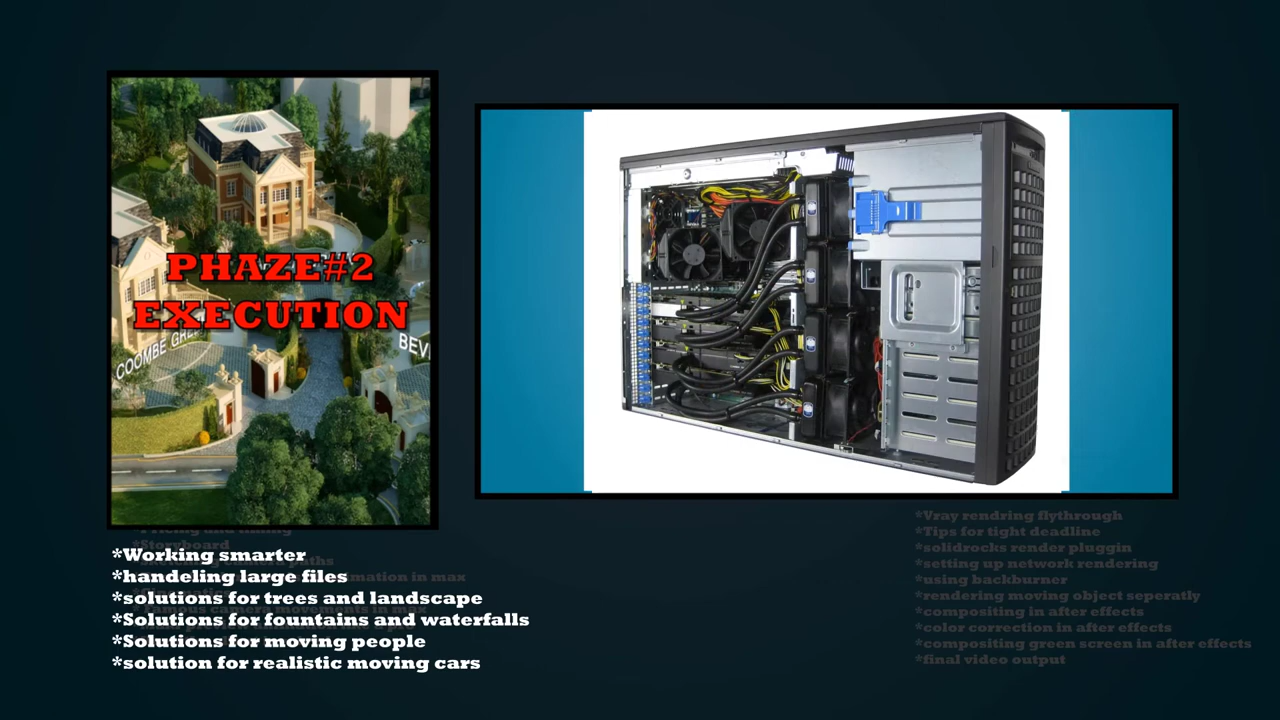 PHAZE#2
EXECUTION
COOMBE GRE
BEV
*Storyboard
*Working smarter
*handeling large files
*solutions for trees and landscape
*Solutions for fountains and waterfalls
*Solutions for moving people
*solution for realistic moving cars
*Vray rendring flythrough
*Tips for tight deadline
*solidrocks render pluggin
*setting up network rendering
*using backburner
*rendering moving object seperatly
*compositing in after effects
*color correction in after effects
*compositing green screen in after effects
*final video output